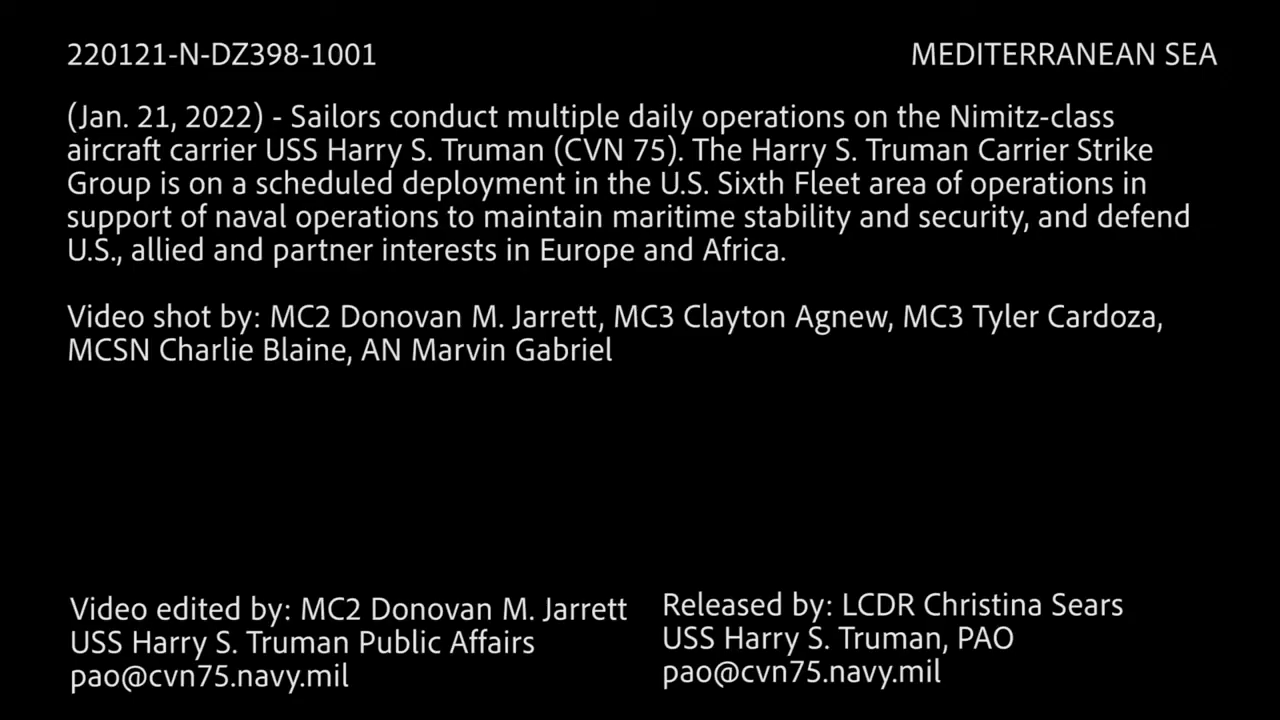 220121-N-DZ398-1001
MEDITERRANEAN SEA
(Jan. 21, 2022) - Sailors conduct multiple daily operations on the Nimitz-class
aircraft carrier USS Harry S. Truman (CVN 75). The Harry S. Truman Carrier Strike
Group is on a scheduled deployment in the U.S. Sixth Fleet area of operations in
support of naval operations to maintain maritime stability and security, and defend
U.S., allied and partner interests in Europe and Africa.
Video shot by: MC2 Donovan M. Jarrett, MC3 Clayton Agnew, MC3 Tyler Cardoza,
MCSN Charlie Blaine, AN Marvin Gabriel
Video edited by: MC2 Donovan M. Jarrett
USS Harry S. Truman Public Affairs
pao@cvn75.navy.mil
Released by: LCDR Christina Sears
USS Harry S. Truman, PAO
pao@cvn75.navy.mil